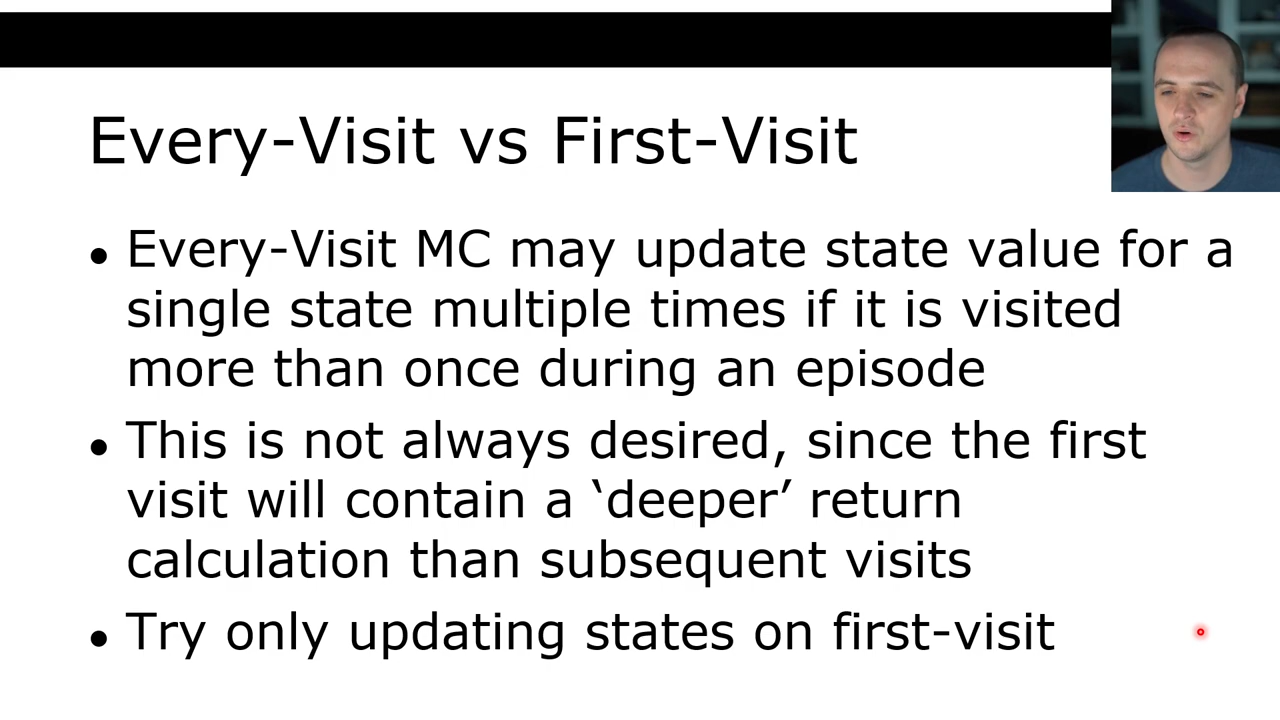 Every-Visit vs First-Visit
• Every-Visit MC may update state value for a
single state multiple times if it is visited
more than once during an episode
• This is not always desired, since the first
visit will contain a ‘deeper’ return
calculation than subsequent visits
• Try only updating states on first-visit